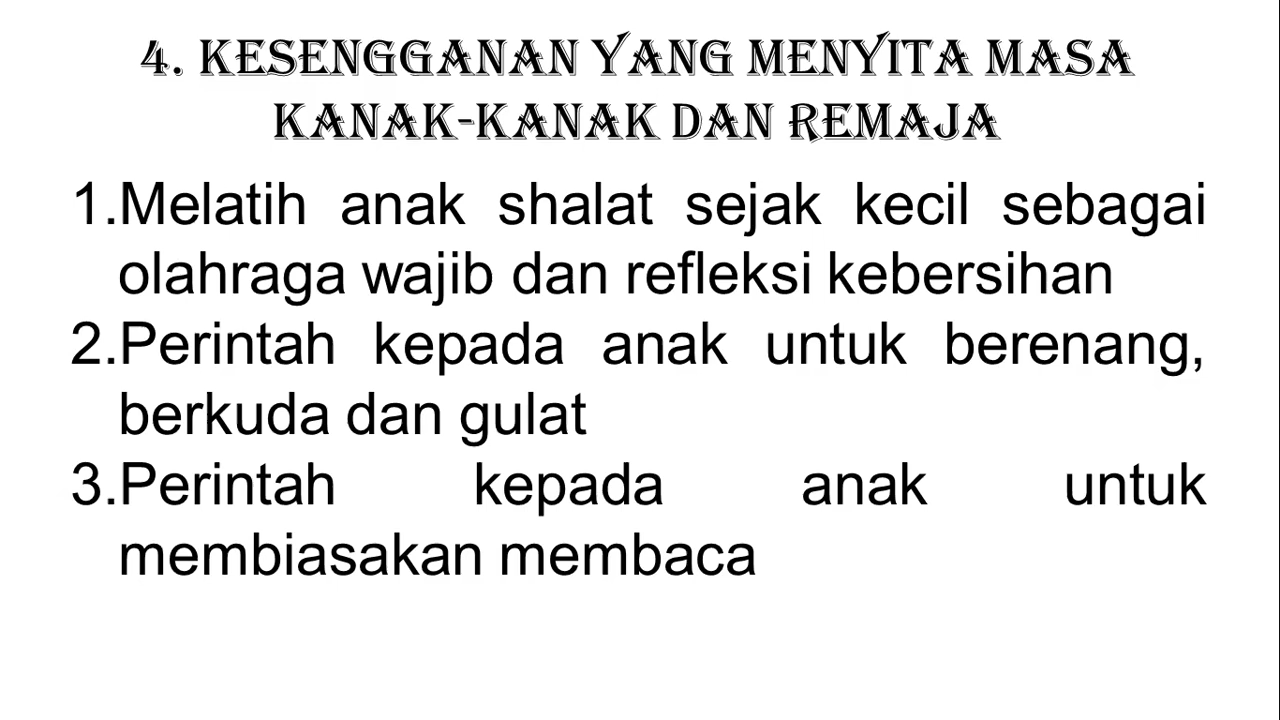 4. KESENGGANAN YANG MENYITA MASA
KANAK-KANAK DAN REMAJA
1.Melatih anak shalat sejak kecil sebagai
olahraga wajib dan refleksi kebersihan
2.Perintah kepada anak untuk berenang,
berkuda dan gulat
3.Perintah kepada anak untuk
membiasakan membaca